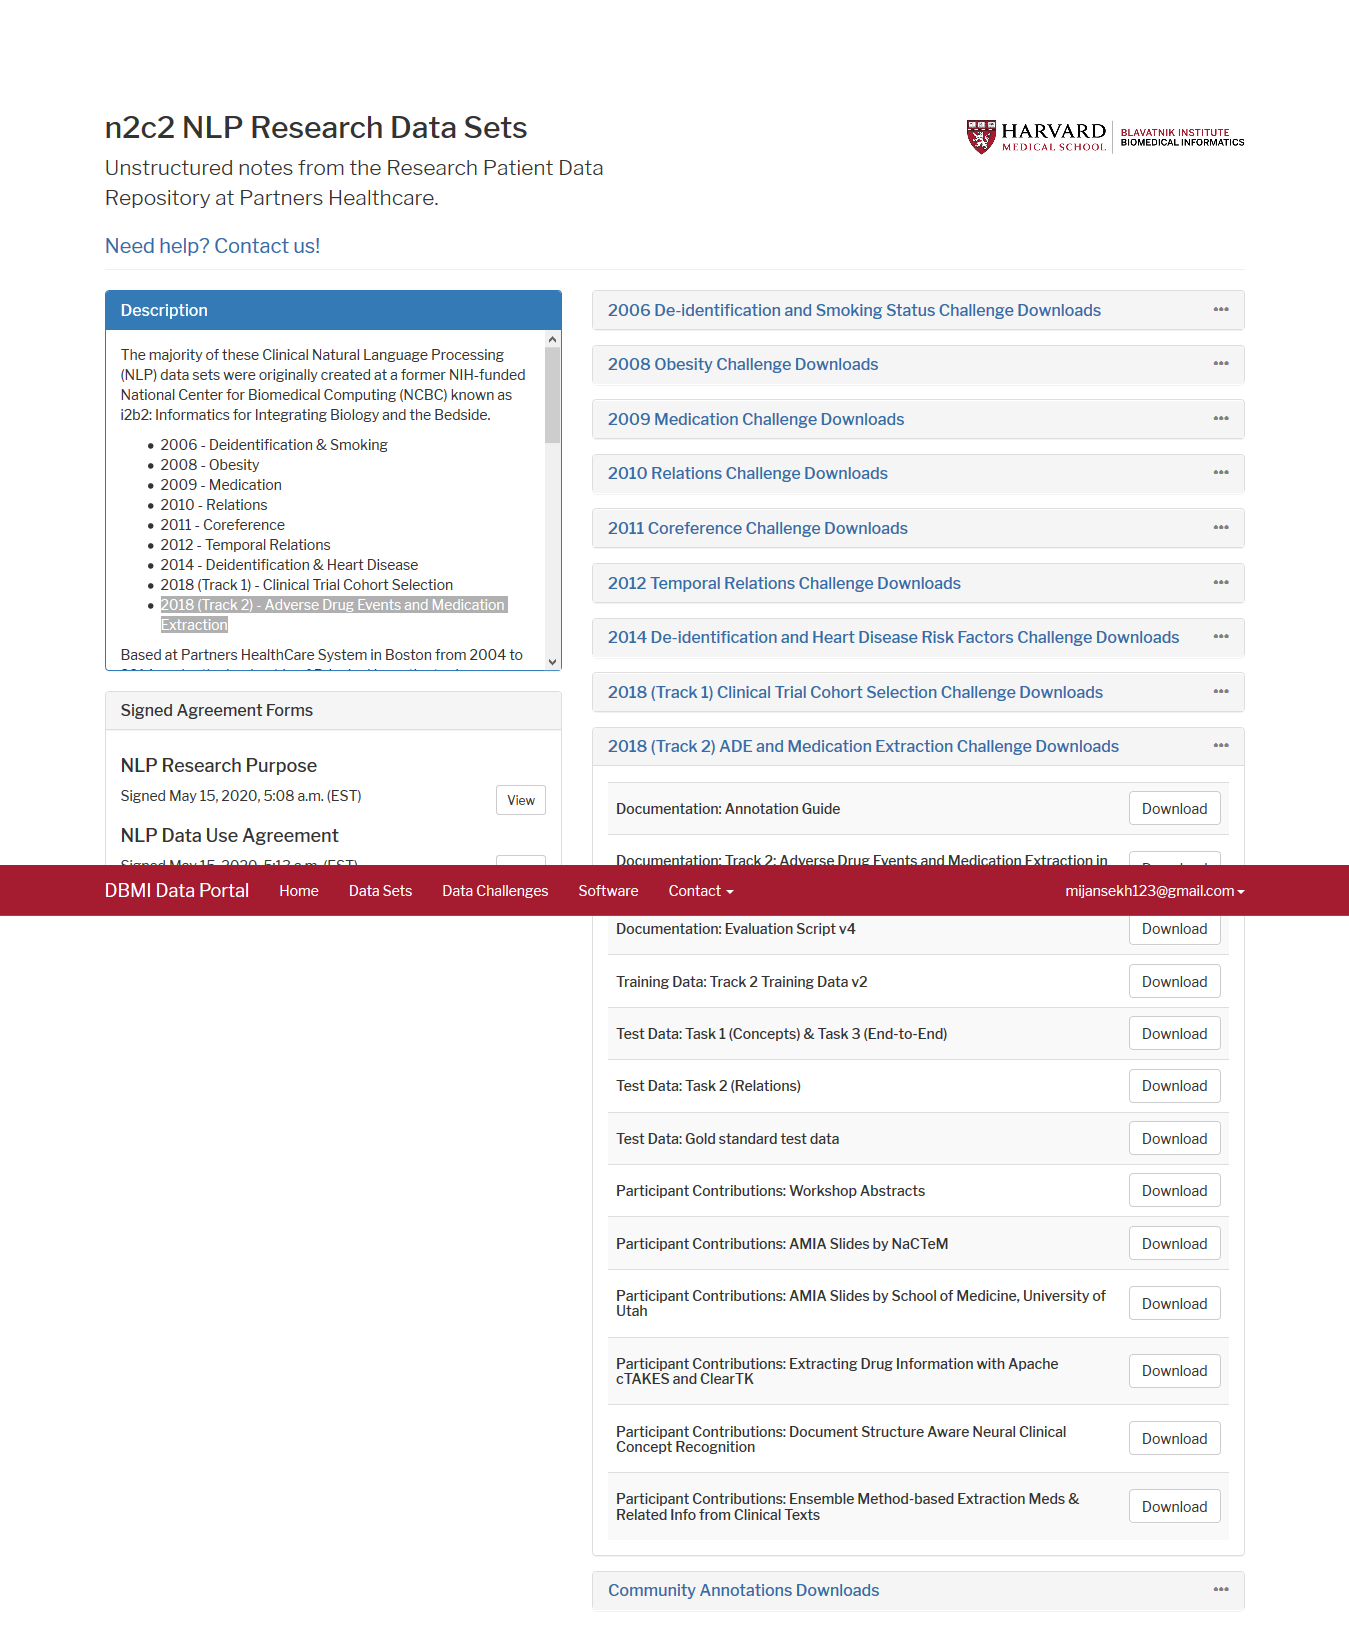 n2c2 NLP Research Data Sets
Unstructured notes from the Research Patient Data
Repository at Partners Healthcare.
Need help? Contact us!
HARVARD
MEDICAL SCHOOL
BLAVATNIK INSTITUTE
BIOMEDICAL INFORMATICS
Description
The majority of these Clinical Natural Language Processing
(NLP) data sets were originally created at a former NIH-funded
National Center for Biomedical Computing (NCBC) known as
i2b2: Informatics for Integrating Biology and the Bedside.
2006 - Deidentification & Smoking
2008 - Obesity
2009 - Medication
2010 - Relations
2011 - Coreference
2012 - Temporal Relations
2014 - Deidentification & Heart Disease
2018 (Track 1) - Clinical Trial Cohort Selection
2018 (Track 2) - Adverse Drug Events and Medication
Extraction
Based at Partners HealthCare System in Boston from 2004 to
Signed Agreement Forms
NLP Research Purpose
Signed May 15, 2020, 5:08 a.m. (EST)
View
NLP Data Use Agreement
Signed May 15, 2020, 5:13 a.m. (EST)
2006 De-identification and Smoking Status Challenge Downloads
2008 Obesity Challenge Downloads
2009 Medication Challenge Downloads
2010 Relations Challenge Downloads
2011 Coreference Challenge Downloads
2012 Temporal Relations Challenge Downloads
2014 De-identification and Heart Disease Risk Factors Challenge Downloads
2018 (Track 1) Clinical Trial Cohort Selection Challenge Downloads
2018 (Track 2) ADE and Medication Extraction Challenge Downloads
Documentation: Annotation Guide
Download
Documentation: Track 2: Adverse Drug Events and Medication Extraction in
Download
DBMI Data Portal
Home
Data Sets
Data Challenges
Software
Contact
mijansekh123@gmail.com
Documentation: Evaluation Script v4
Download
Training Data: Track 2 Training Data v2
Download
Test Data: Task 1 (Concepts) & Task 3 (End-to-End)
Download
Test Data: Task 2 (Relations)
Download
Test Data: Gold standard test data
Download
Participant Contributions: Workshop Abstracts
Download
Participant Contributions: AMIA Slides by NaCTeM
Download
Participant Contributions: AMIA Slides by School of Medicine, University of
Utah
Download
Participant Contributions: Extracting Drug Information with Apache
cTAKES and ClearTK
Download
Participant Contributions: Document Structure Aware Neural Clinical
Concept Recognition
Download
Participant Contributions: Ensemble Method-based Extraction Meds &
Related Info from Clinical Texts
Download
Community Annotations Downloads